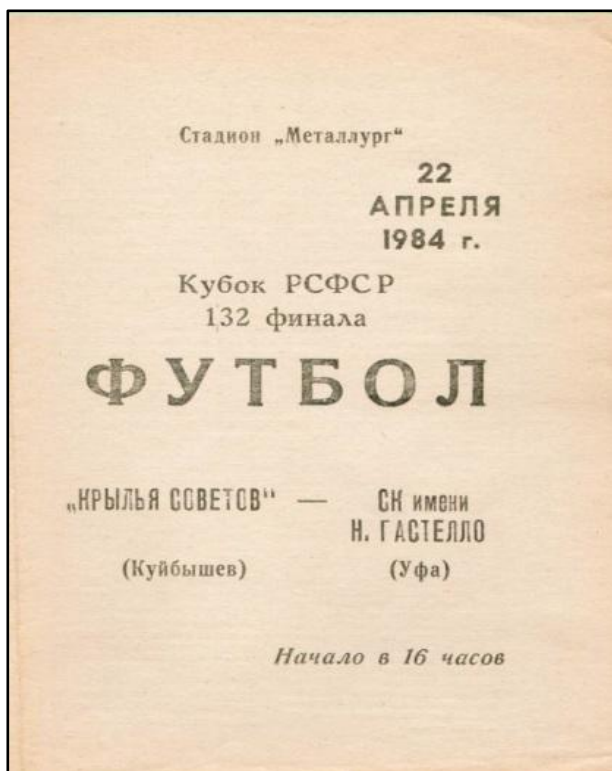 Стадион „Металлург“
22
АПРЕЛЯ
1984 г.
Кубок РСФСР
132 финала
ФУТБОЛ
„КРЫЛЬЯ СОВЕТОВ“ — СК имени
Н. ГАСТЕЛЛО
(Куйбышев) (Уфа)
Начало в 16 часов